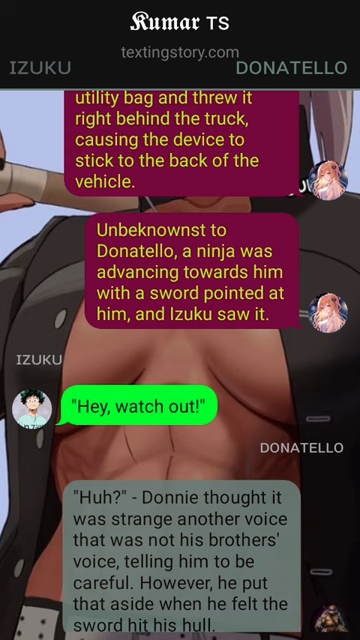 Kumar TS
textingstory.com
IZUKU
DONATELLO
utility bag and threw it
right behind the truck,
causing the device to
stick to the back of the
vehicle.
Unbeknownst to
Donatello, a ninja was
advancing towards him
with a sword pointed at
him, and Izuku saw it.
IZUKU
"Hey, watch out!"
DONATELLO
"Huh?" - Donnie thought it
was strange another voice
that was not his brothers'
voice, telling him to be
careful. However, he put
that aside when he felt the
sword hit his hull.